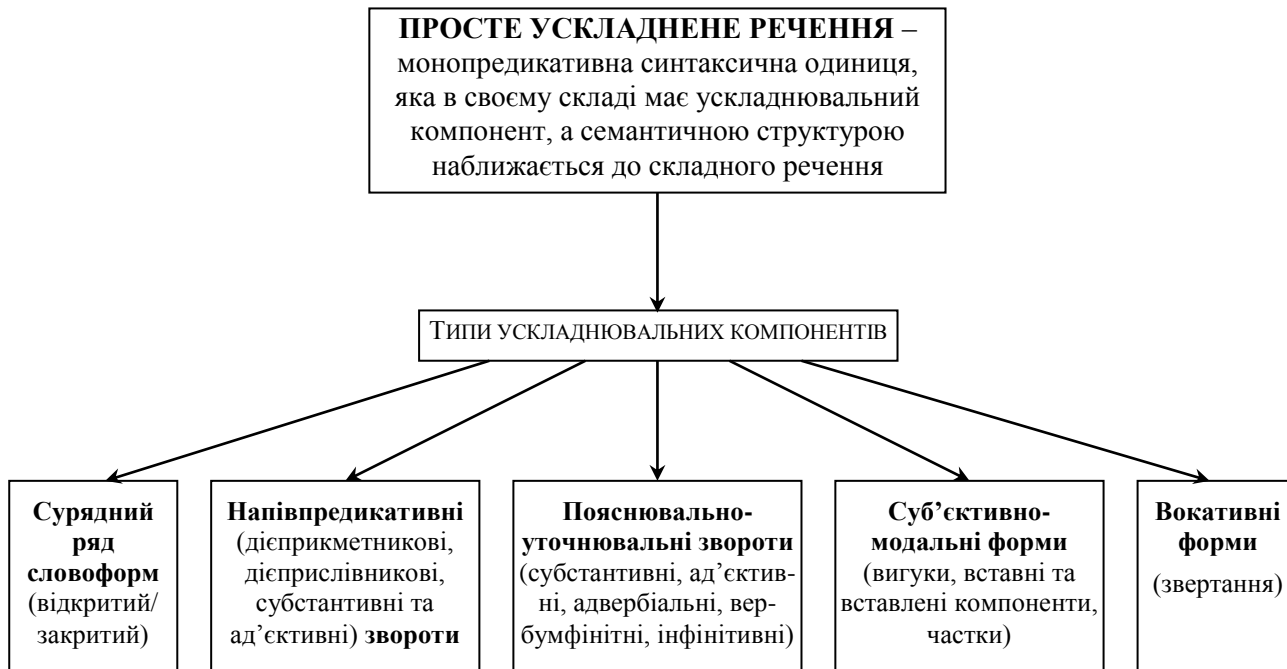 ПРОСТЕ УСКЛАДНЕНЕ РЕЧЕННЯ –
монопредикативна синтаксична одиниця,
яка в своєму складі має ускладнювальний
компонент, а семантичною структурою
наближається до складного речення
ТИПИ УСКЛАДНЮВАЛЬНИХ КОМПОНЕНТІВ
Сурядний
ряд
словоформ
(відкритий/
закритий)
Напівпредикативні
(дієприкметникові,
дієприслівникові,
субстантивні та
ад’єктивні) звороти
Пояснювально-
уточнювальні звороти
(субстантивні, ад’єктив-
ні, адвербіальні, вер-
бумфінітні, інфінітивні)
Суб’єктивно-
модальні форми
(вигуки, вставні та
вставлені компоненти,
частки)
Вокативні
форми
(звертання)